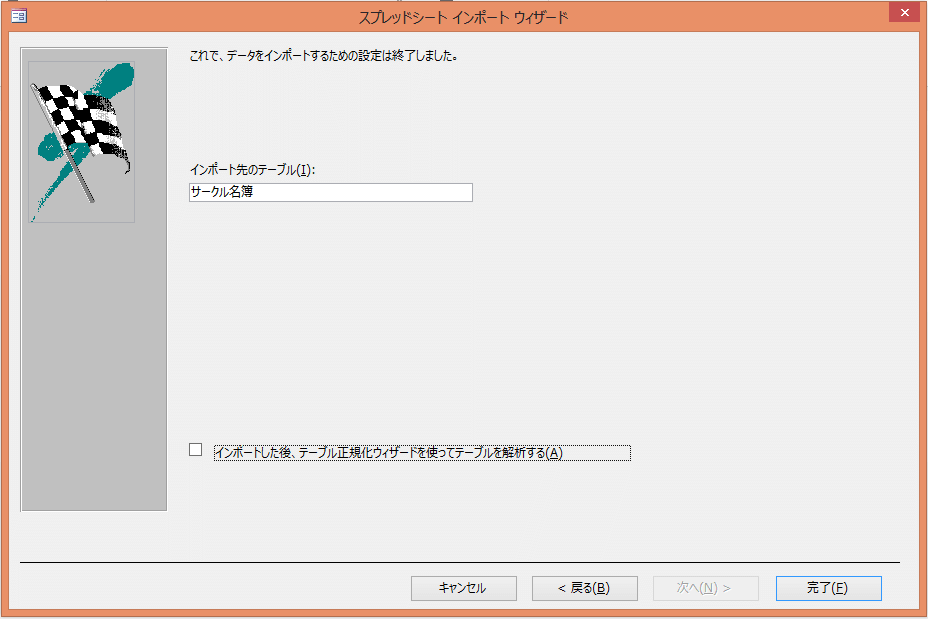 スプレッドシート インポート ウィザード
これで、データをインポートするための設定は終了しました。
インポート先のテーブル(I):
サークル名簿
インポートした後、テーブル正規化ウィザードを使ってテーブルを解析する(A)
キャンセル
< 戻る(B)
次へ(N) >
完了(F)